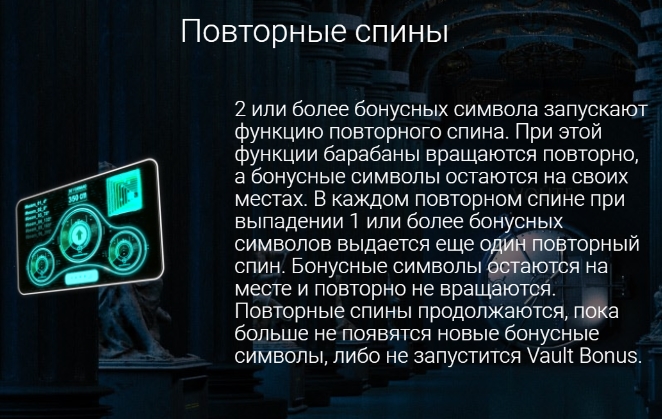 Повторные спины
2 или более бонусных символа запускают
функцию повторного спина. При этой
функции барабаны вращаются повторно,
а бонусные символы остаются на своих
местах. В каждом повторном спине при
выпадении 1 или более бонусных
символов выдается еще один повторный
спин. Бонусные символы остаются на
месте и повторно не вращаются.
Повторные спины продолжаются, пока
больше не появятся новые бонусные
символы, либо не запустится Vault Bonus.